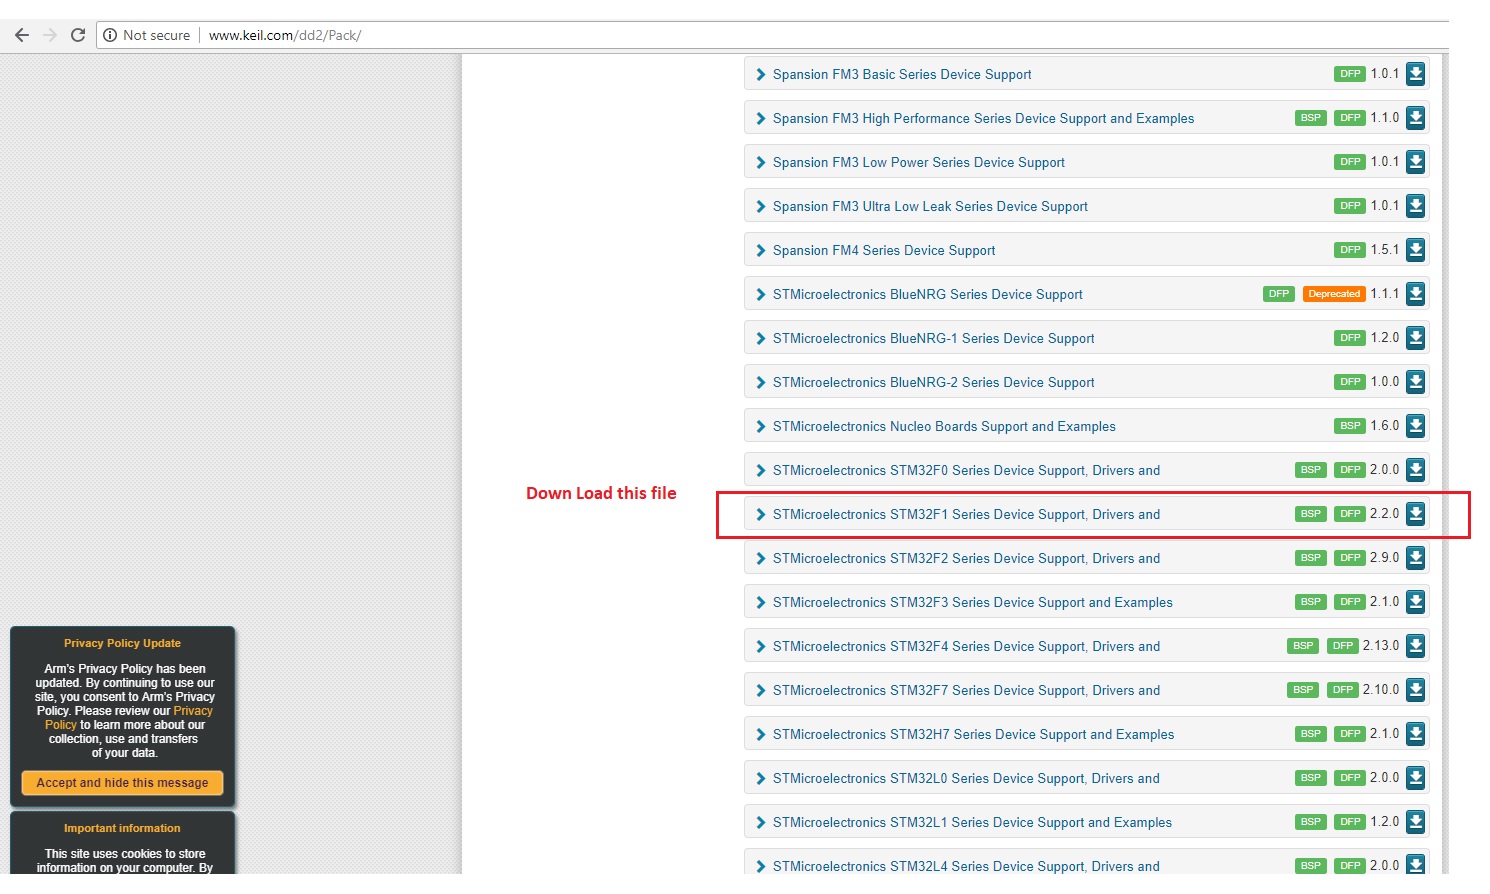 Not secure | www.keil.com/dd2/Pack/
Spansion FM3 Basic Series Device Support DFP 1.0.1
Spansion FM3 High Performance Series Device Support and Examples BSP DFP 1.1.0
Spansion FM3 Low Power Series Device Support DFP 1.0.1
Spansion FM3 Ultra Low Leak Series Device Support DFP 1.0.1
Spansion FM4 Series Device Support DFP 1.5.1
STMicroelectronics BlueNRG Series Device Support DFP Deprecated 1.1.1
STMicroelectronics BlueNRG-1 Series Device Support DFP 1.2.0
STMicroelectronics BlueNRG-2 Series Device Support DFP 1.0.0
STMicroelectronics Nucleo Boards Support and Examples BSP 1.6.0
STMicroelectronics STM32F0 Series Device Support, Drivers and BSP DFP 2.0.0
Down Load this file
STMicroelectronics STM32F1 Series Device Support, Drivers and BSP DFP 2.2.0
STMicroelectronics STM32F2 Series Device Support, Drivers and BSP DFP 2.9.0
STMicroelectronics STM32F3 Series Device Support and Examples BSP DFP 2.1.0
STMicroelectronics STM32F4 Series Device Support, Drivers and BSP DFP 2.13.0
STMicroelectronics STM32F7 Series Device Support, Drivers and BSP DFP 2.10.0
STMicroelectronics STM32H7 Series Device Support and Examples BSP DFP 2.1.0
STMicroelectronics STM32L0 Series Device Support, Drivers and BSP DFP 2.0.0
STMicroelectronics STM32L1 Series Device Support and Examples BSP DFP 1.2.0
STMicroelectronics STM32L4 Series Device Support, Drivers and BSP DFP 2.0.0
Privacy Policy Update
Arm's Privacy Policy has been
updated. By continuing to use our
site, you consent to Arm's Privacy
Policy. Please review our Privacy
Policy to learn more about our
collection, use and transfers
of your data.
Accept and hide this message
Important information
This site uses cookies to store
information on your computer. By